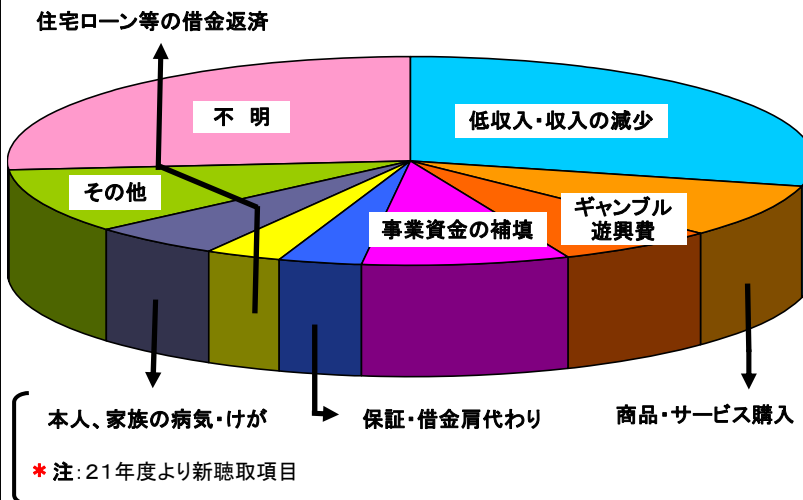 住宅ローン等の借金返済
不 明
低収入・収入の減少
その他
ギャンブル
遊興費
事業資金の補填
本人、家族の病気・けが
保証・借金肩代わり
商品・サービス購入
* 注:21年度より新聴取項目